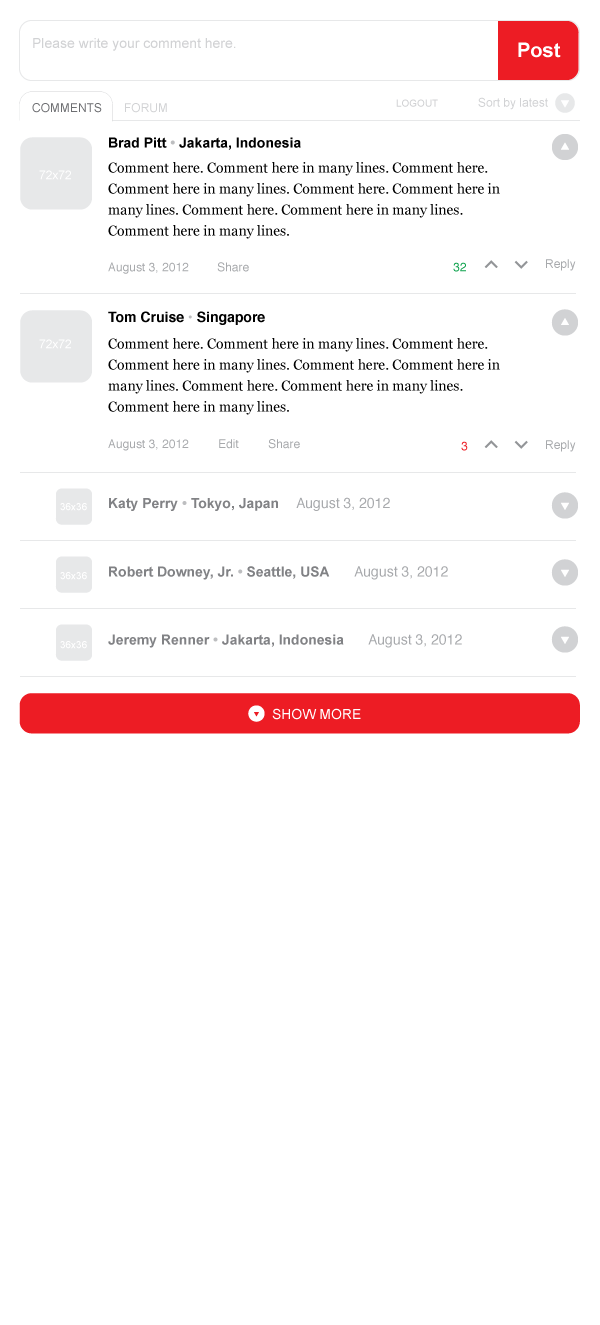 Please write your comment here.
Post
COMMENTS
FORUM
LOGOUT
Sort by latest
72x72
Brad Pitt • Jakarta, Indonesia
Comment here. Comment here in many lines. Comment here.
Comment here in many lines. Comment here. Comment here in
many lines. Comment here. Comment here in many lines.
Comment here in many lines.
August 3, 2012
Share
32
Reply
72x72
Tom Cruise • Singapore
Comment here. Comment here in many lines. Comment here.
Comment here in many lines. Comment here. Comment here in
many lines. Comment here. Comment here in many lines.
Comment here in many lines.
August 3, 2012
Edit
Share
3
Reply
36x36
Katy Perry • Tokyo, Japan
August 3, 2012
36x36
Robert Downey, Jr. • Seattle, USA
August 3, 2012
36x36
Jeremy Renner • Jakarta, Indonesia
August 3, 2012
SHOW MORE